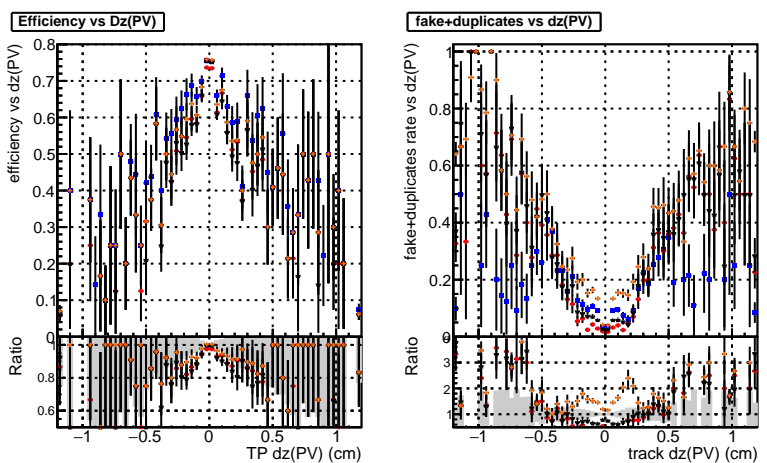 Efficiency vs Dz(PV)
efficiency vs dz(PV)
0.8
0.7
0.6
0.5
0.4
0.3
0.2
0.1
0
Ratio
0.8
0.6
−1 −0.5 0 0.5 1
TP dz(PV) (cm)
fake+duplicates vs dz(PV)
fake+duplicates rate vs dz(PV)
1
0.8
0.6
0.4
0.2
Ratio
3
2
1
−1 −0.5 0 0.5 1
track dz(PV) (cm)